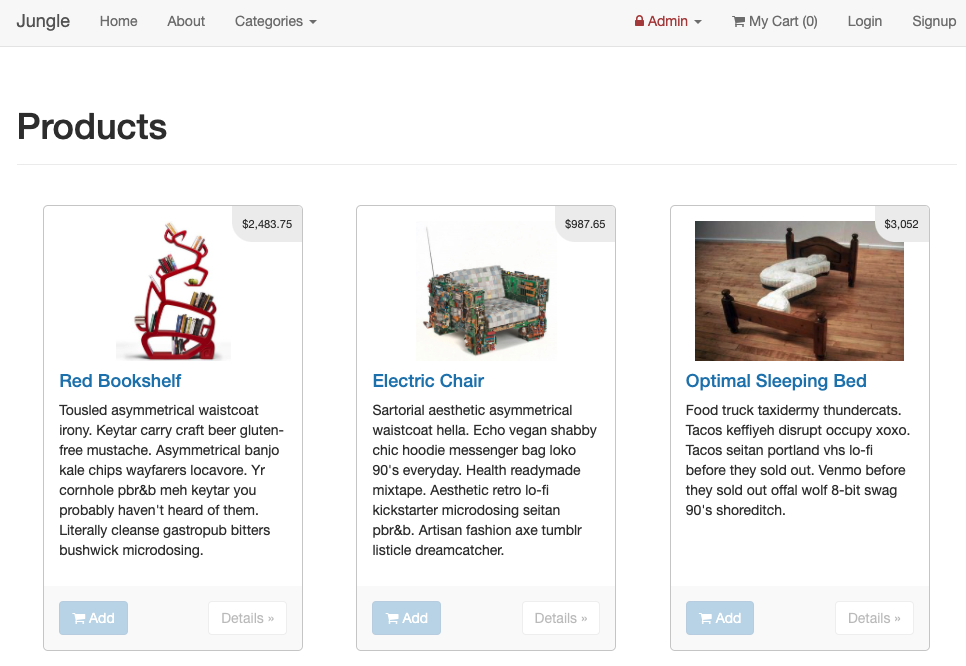 Jungle Home About Categories Admin My Cart (0) Login Signup
Products
$2,483.75
Red Bookshelf
Tousled asymmetrical waistcoat
irony. Keytar carry craft beer gluten-
free mustache. Asymmetrical banjo
kale chips wayfarers locavore. Yr
cornhole pbr&b meh keytar you
probably haven't heard of them.
Literally cleanse gastropub bitters
bushwick microdosing.
Add Details »
$987.65
Electric Chair
Sartorial aesthetic asymmetrical
waistcoat hella. Echo vegan shabby
chic hoodie messenger bag loko
90's everyday. Health readymade
mixtape. Aesthetic retro lo-fi
kickstarter microdosing seitan
pbr&b. Artisan fashion axe tumblr
listicle dreamcatcher.
Add Details »
$3,052
Optimal Sleeping Bed
Food truck taxidermy thundercats.
Tacos keffiyeh disrupt occupy xoxo.
Tacos seitan portland vhs lo-fi
before they sold out. Venmo before
they sold out offal wolf 8-bit swag
90's shoreditch.
Add Details »